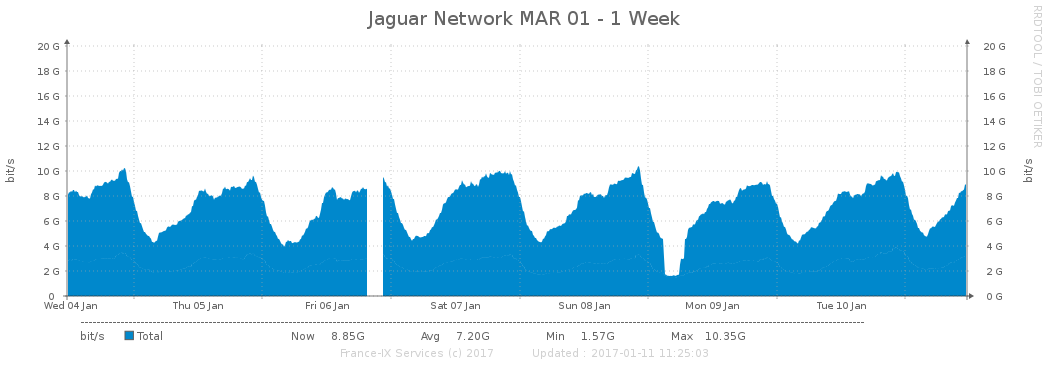 Jaguar Network MAR 01 - 1 Week
RRDTOOL / TOBI OETIKER
bit/s
20 G 20 G
18 G 18 G
16 G 16 G
14 G 14 G
12 G 12 G
10 G 10 G
8 G 8 G
6 G 6 G
4 G 4 G
2 G 2 G
0 0 G
bit/s
Wed 04 Jan Thu 05 Jan Fri 06 Jan Sat 07 Jan Sun 08 Jan Mon 09 Jan Tue 10 Jan
bit/s Total Now 8.85G Avg 7.20G Min 1.57G Max 10.35G
France-IX Services (c) 2017 Updated : 2017-01-11 11:25:03